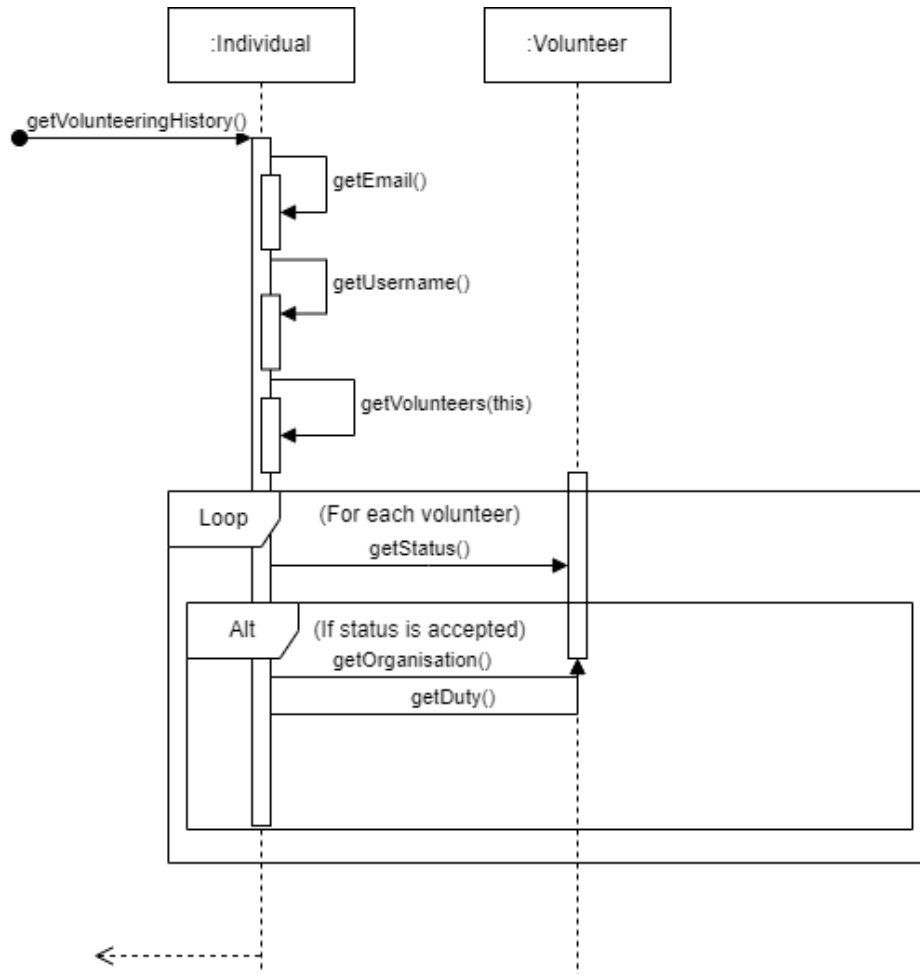 :Individual
:Volunteer
getVolunteeringHistory()
getEmail()
getUsername()
getVolunteers(this)
Loop
(For each volunteer)
getStatus()
Alt
(If status is accepted)
getOrganisation()
getDuty()